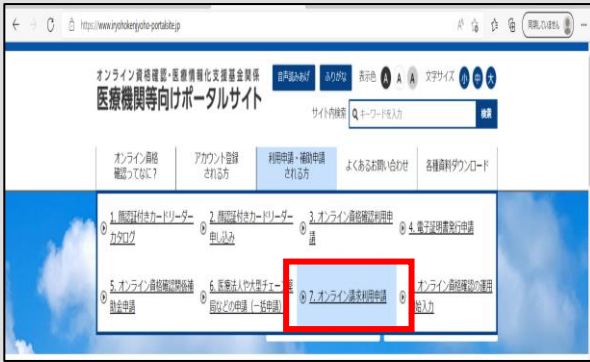 https://www.iryohokenjyoho-portalsite.jp
同期していません
オンライン資格確認・医療情報化支援基金関係
医療機関等向けポータルサイト
音声読みあげ ふりがな 表示色 A A A 文字サイズ 小 中 大
サイト内検索 キーワードを入力 検索
オンライン資格
確認ってなに？
アカウント登録
される方
利用申請・補助申請
される方
よくあるお問い合わせ
各種資料ダウンロード
1. 顔認証付きカードリーダー
カタログ
2. 顔認証付きカードリーダー
申し込み
3. オンライン資格確認利用申
請
4. 電子証明書発行申請
5. オンライン資格確認関係補
助金申請
6. 医療法人や大型チェーン薬
局などの申請（一括申請）
7. オンライン請求利用申請
オンライン資格確認の運用
始入力